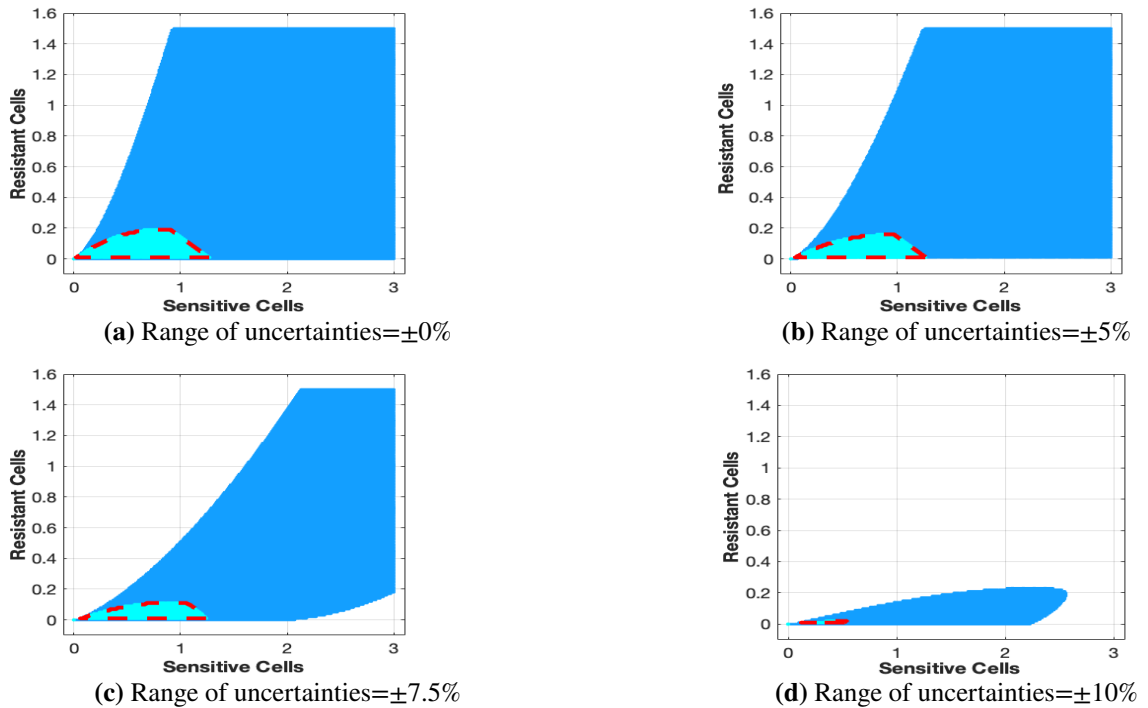 1.6
1.4
1.2
1
0.8
0.6
0.4
0.2
0
Resistant Cells
0 1 2 3
Sensitive Cells
(a) Range of uncertainties=±0%
1.6
1.4
1.2
1
0.8
0.6
0.4
0.2
0
Resistant Cells
0 1 2 3
Sensitive Cells
(b) Range of uncertainties=±5%
1.6
1.4
1.2
1
0.8
0.6
0.4
0.2
0
Resistant Cells
0 1 2 3
Sensitive Cells
(c) Range of uncertainties=±7.5%
1.6
1.4
1.2
1
0.8
0.6
0.4
0.2
0
Resistant Cells
0 1 2 3
Sensitive Cells
(d) Range of uncertainties=±10%